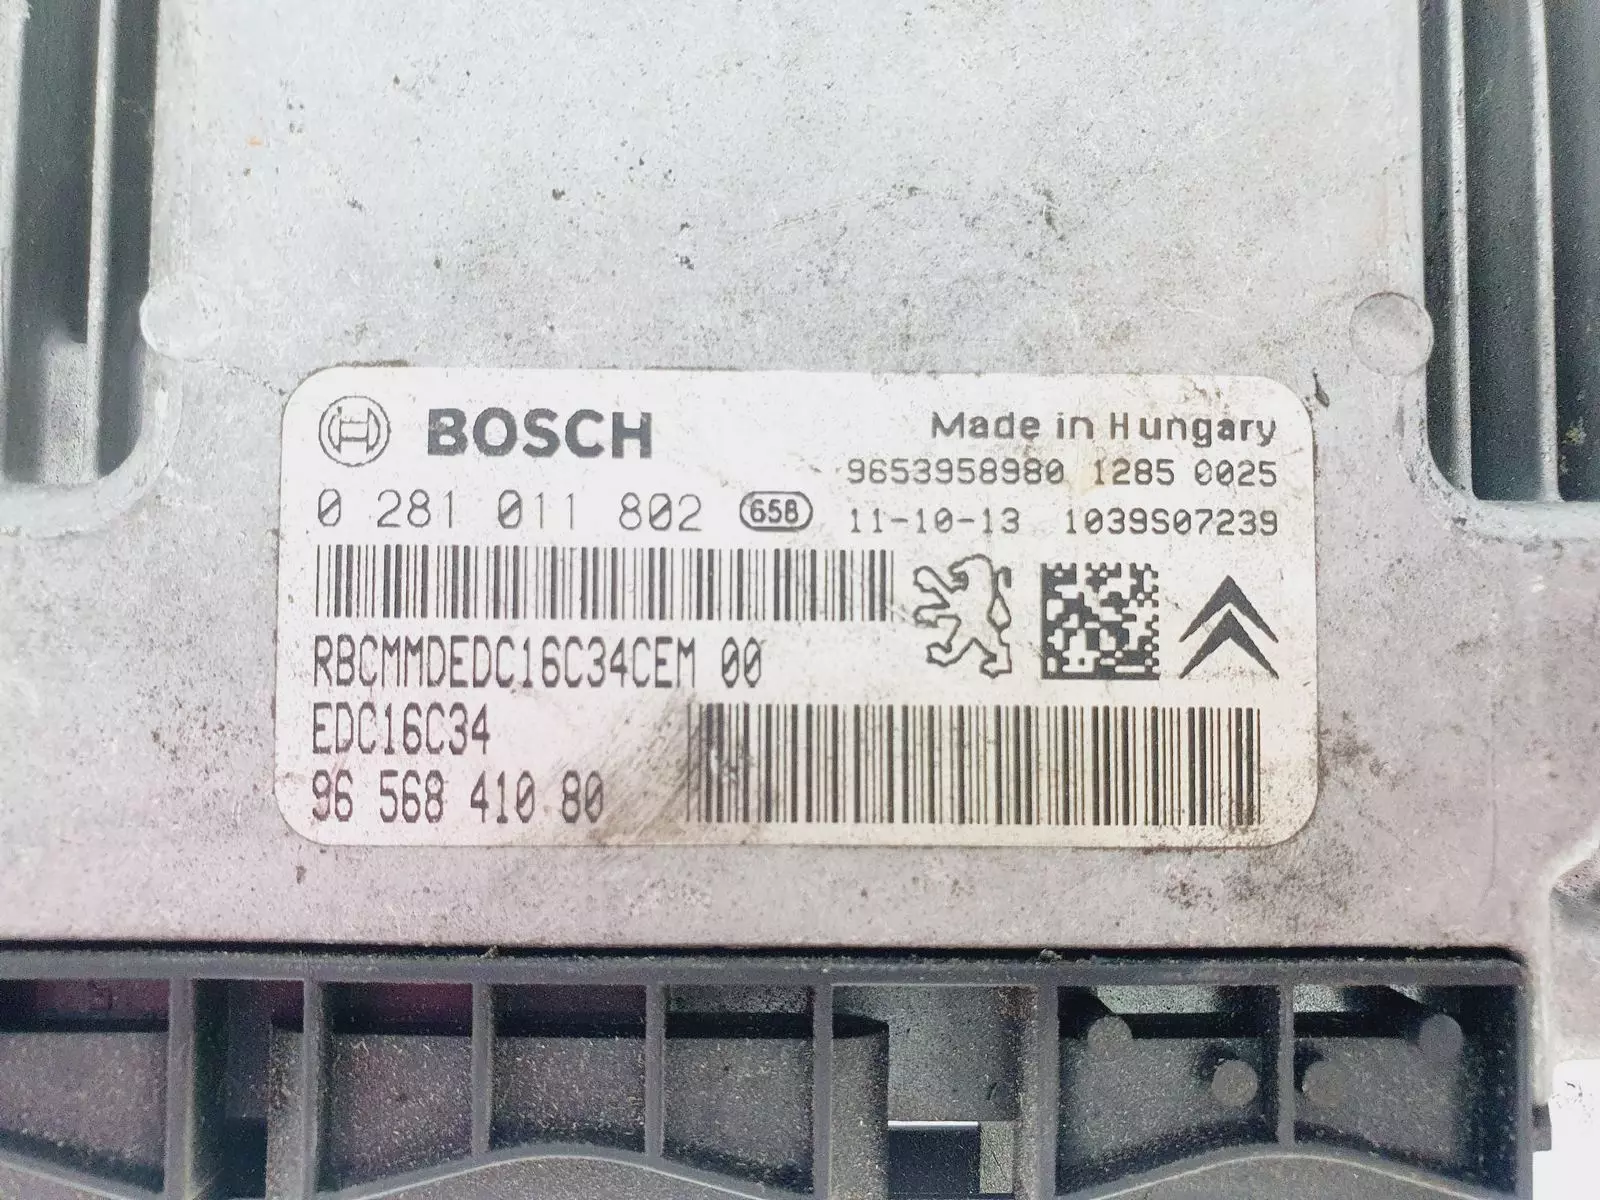 BOSCH
Made in Hungary
9653958980 1285 0025
0 281 011 802 658
11-10-13 1039S07239
RBCMMDEDC16C34CEM 00
EDC16C34
96 568 410 80